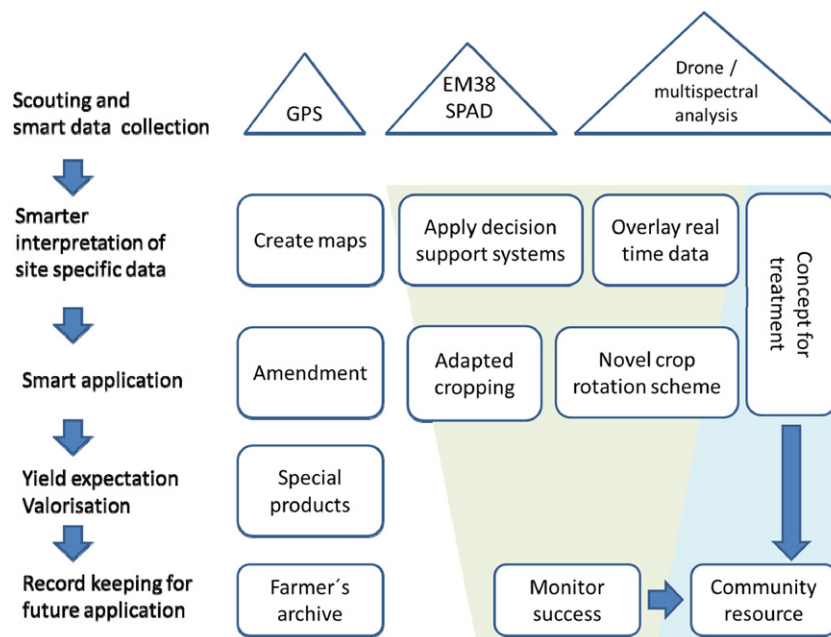 Scouting and
smart data collection
GPS
EM38
SPAD
Drone /
multispectral
analysis
Smarter
interpretation of
site specific data
Create maps
Apply decision
support systems
Overlay real
time data
Concept for
treatment
Smart application
Amendment
Adapted
cropping
Novel crop
rotation scheme
Yield expectation
Valorisation
Special
products
Record keeping for
future application
Farmer´s
archive
Monitor
success
Community
resource